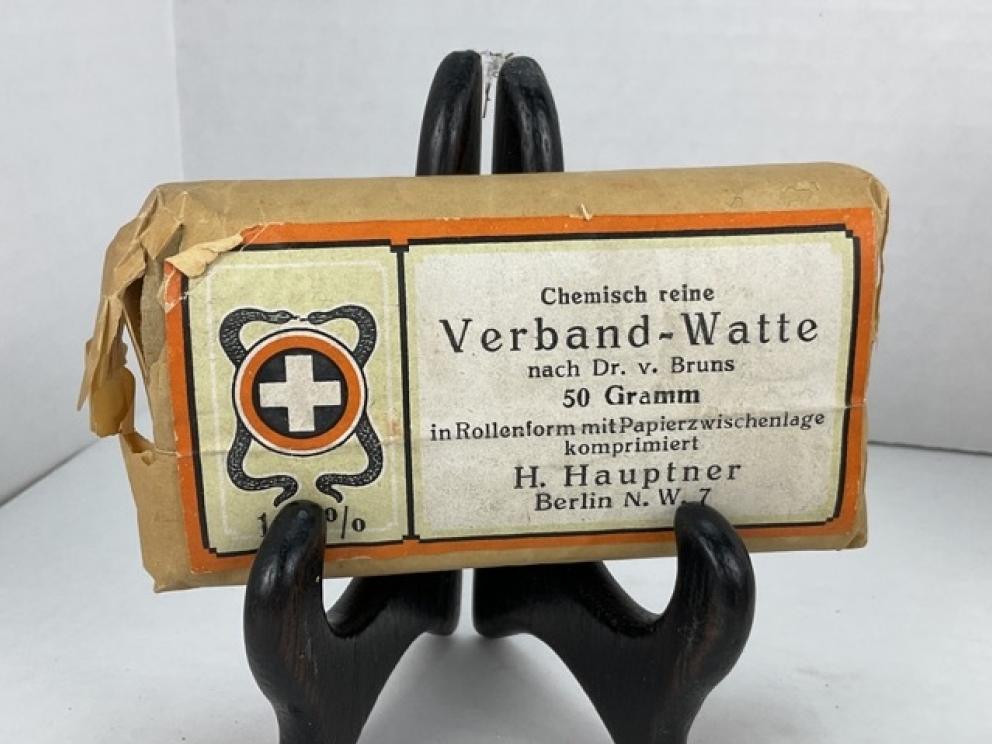 Chemisch reine
Verband-Watte
nach Dr. v. Bruns
50 Gramm
in Rollenform mit Papierzwischenlage
komprimiert
H. Hauptner
Berlin N. W. 7